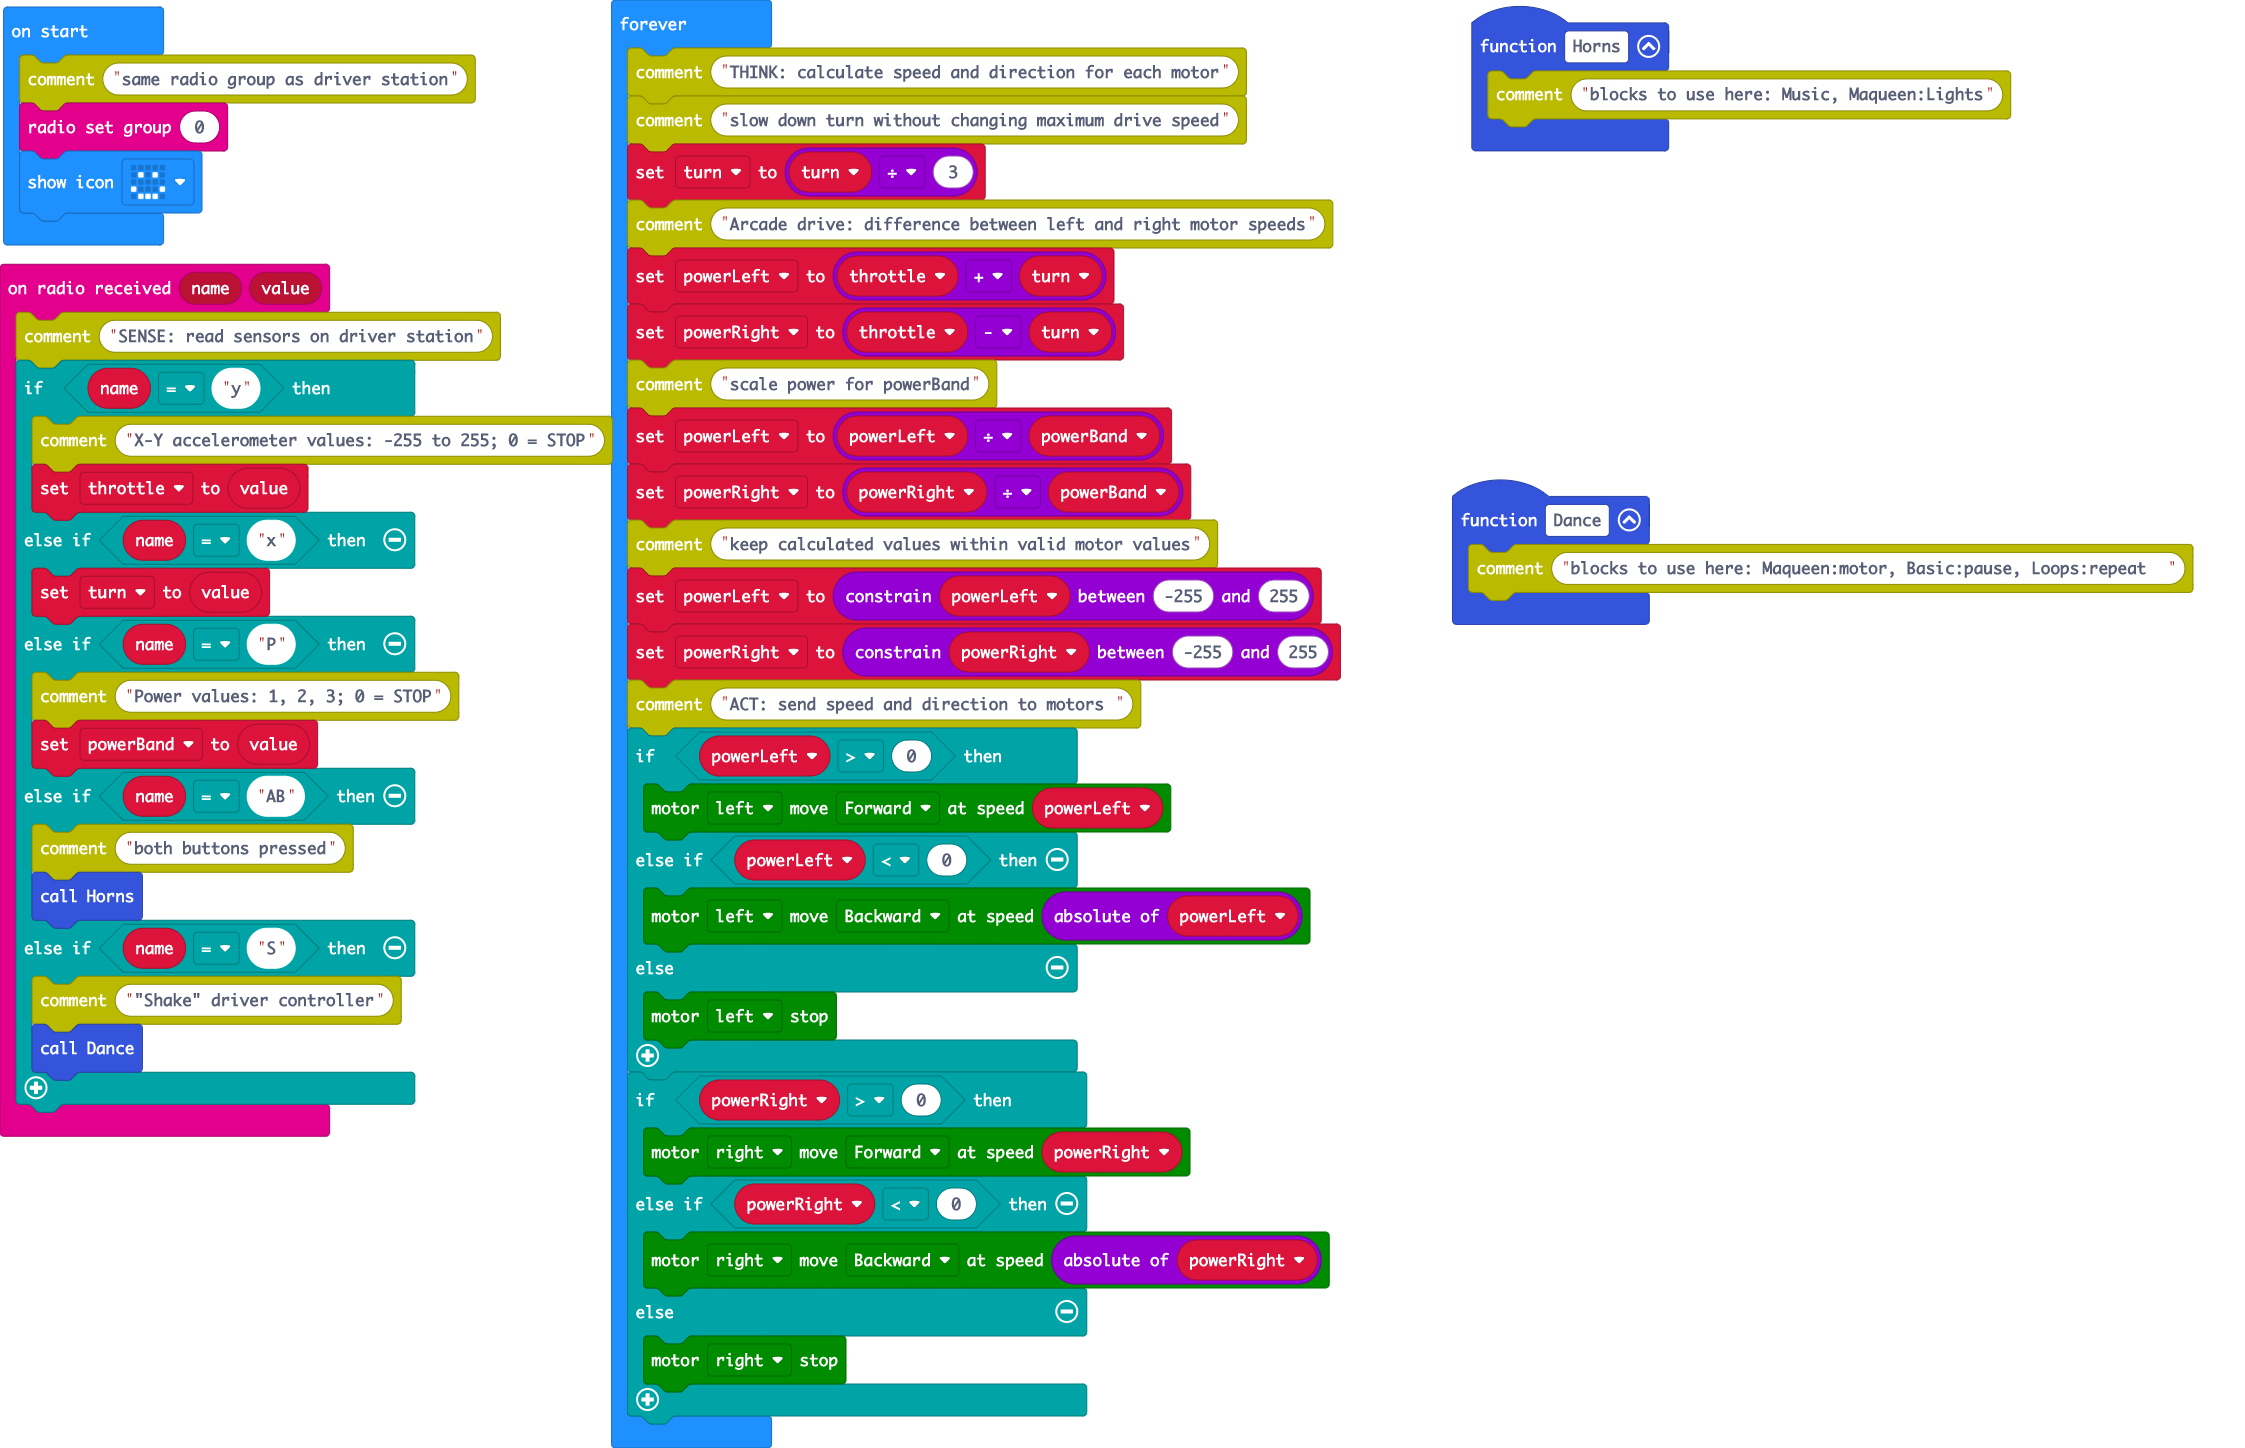 on start
comment "same radio group as driver station"
radio set group 0
show icon
on radio received name value
comment "SENSE: read sensors on driver station"
if name = "y" then
comment "X-Y accelerometer values: -255 to 255; 0 = STOP"
set throttle to value
else if name = "x" then
set turn to value
else if name = "P" then
comment "Power values: 1, 2, 3; 0 = STOP"
set powerBand to value
else if name = "AB" then
comment "both buttons pressed"
call Horns
else if name = "S" then
comment ""Shake" driver controller"
call Dance
forever
comment "THINK: calculate speed and direction for each motor"
comment "slow down turn without changing maximum drive speed"
set turn to turn ÷ 3
comment "Arcade drive: difference between left and right motor speeds"
set powerLeft to throttle + turn
set powerRight to throttle - turn
comment "scale power for powerBand"
set powerLeft to powerLeft ÷ powerBand
set powerRight to powerRight ÷ powerBand
comment "keep calculated values within valid motor values"
set powerLeft to constrain powerLeft between -255 and 255
set powerRight to constrain powerRight between -255 and 255
comment "ACT: send speed and direction to motors "
if powerLeft > 0 then
motor left move Forward at speed powerLeft
else if powerLeft < 0 then
motor left move Backward at speed absolute of powerLeft
else
motor left stop
if powerRight > 0 then
motor right move Forward at speed powerRight
else if powerRight < 0 then
motor right move Backward at speed absolute of powerRight
else
motor right stop
function Horns
comment "blocks to use here: Music, Maqueen:Lights"
function Dance
comment "blocks to use here: Maqueen:motor, Basic:pause, Loops:repeat "